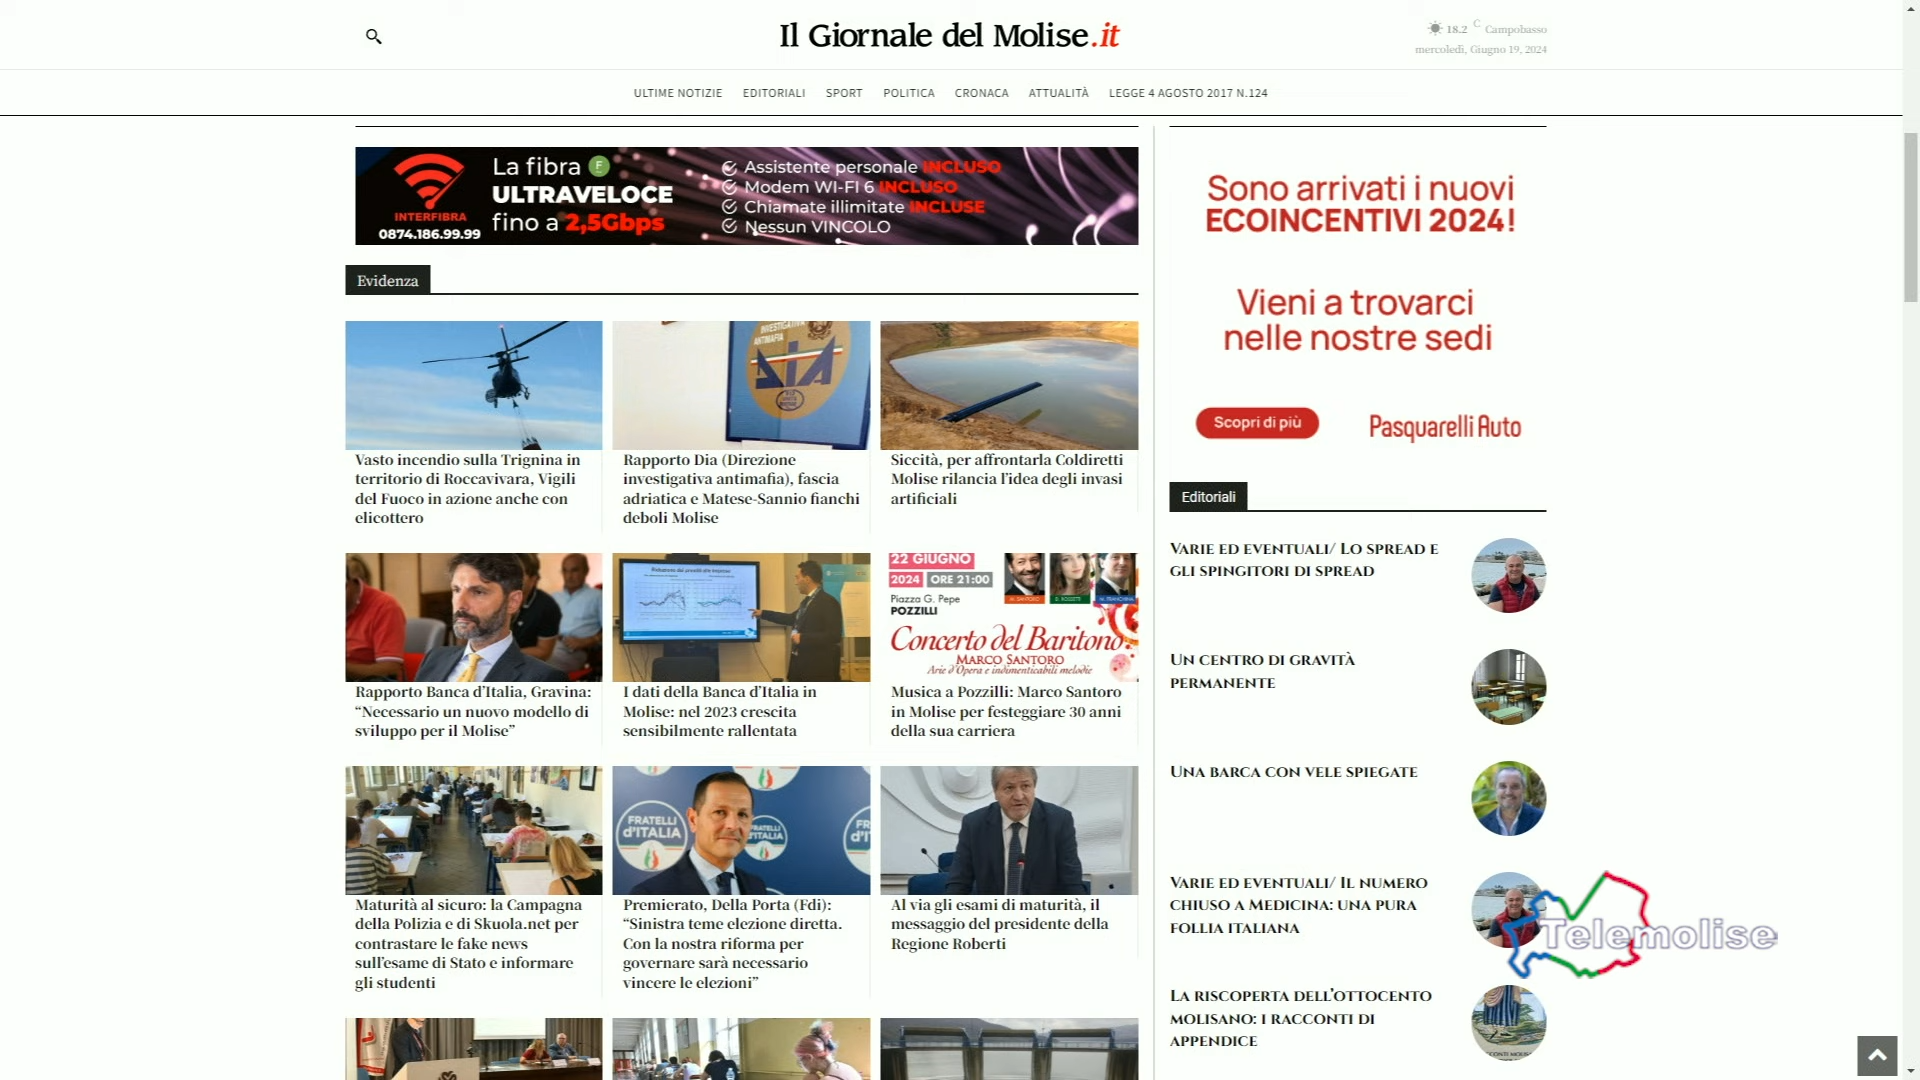 Il Giornale del Molise.it
18.2 C Campobasso
mercoledì, Giugno 19, 2024
ULTIME NOTIZIE EDITORIALI SPORT POLITICA CRONACA ATTUALITÀ LEGGE 4 AGOSTO 2017 N.124
INTERFIBRA
0874.186.99.99
La fibra F
ULTRAVELOCE
fino a 2,5Gbps
Assistente personale INCLUSO
Modem WI-FI 6 INCLUSO
Chiamate illimitate INCLUSE
Nessun VINCOLO
Evidenza
Vasto incendio sulla Trignina in
territorio di Roccavivara, Vigili
del Fuoco in azione anche con
elicottero
INVESTIGATIVA
ANTIMAFIA
DIA
Rapporto Dia (Direzione
investigativa antimafia), fascia
adriatica e Matese-Sannio fianchi
deboli Molise
Siccità, per affrontarla Coldiretti
Molise rilancia l'idea degli invasi
artificiali
Rapporto Banca d'Italia, Gravina:
“Necessario un nuovo modello di
sviluppo per il Molise”
I dati della Banca d'Italia in
Molise: nel 2023 crescita
sensibilmente rallentata
22 GIUGNO
2024 ORE 21:00
Piazza G. Pepe
POZZILLI
M. SANTORO
Concerto del Baritono
MARCO SANTORO
Arie d'Opera e indimenticabili melodie
Musica a Pozzilli: Marco Santoro
in Molise per festeggiare 30 anni
della sua carriera
Maturità al sicuro: la Campagna
della Polizia e di Skuola.net per
contrastare le fake news
sull'esame di Stato e informare
gli studenti
FRATELLI
d'ITALIA
FRATELLI
d'ITALIA
Premierato, Della Porta (Fdi):
“Sinistra teme elezione diretta.
Con la nostra riforma per
governare sarà necessario
vincere le elezioni”
Al via gli esami di maturità, il
messaggio del presidente della
Regione Roberti
Sono arrivati i nuovi
ECOINCENTIVI 2024!
Vieni a trovarci
nelle nostre sedi
Scopri di più
Pasquarelli Auto
Editoriali
Varie ed eventuali/ Lo spread e
gli spingitori di spread
Un centro di gravità
permanente
Una barca con vele spiegate
Varie ed eventuali/ Il numero
chiuso a Medicina: una pura
follia italiana
La riscoperta dell'Ottocento
molisano: i racconti di
appendice
Telemolise